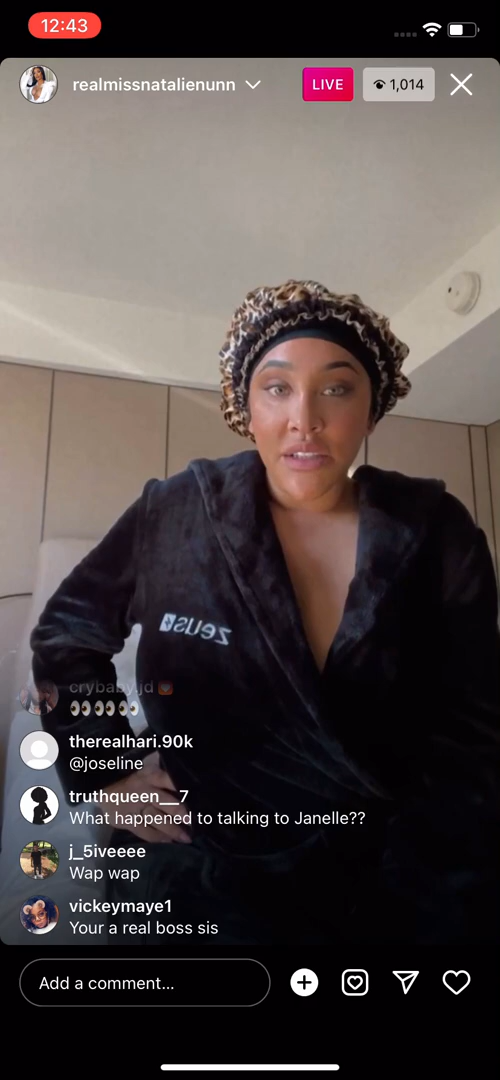 12:43
realmissnatalienunn
LIVE
1,014
zeus
crybaby.jd
therealhari.90k
@joseline
truthqueen__7
What happened to talking to Janelle??
j_5iveeee
Wap wap
vickeymaye1
Your a real boss sis
Add a comment...